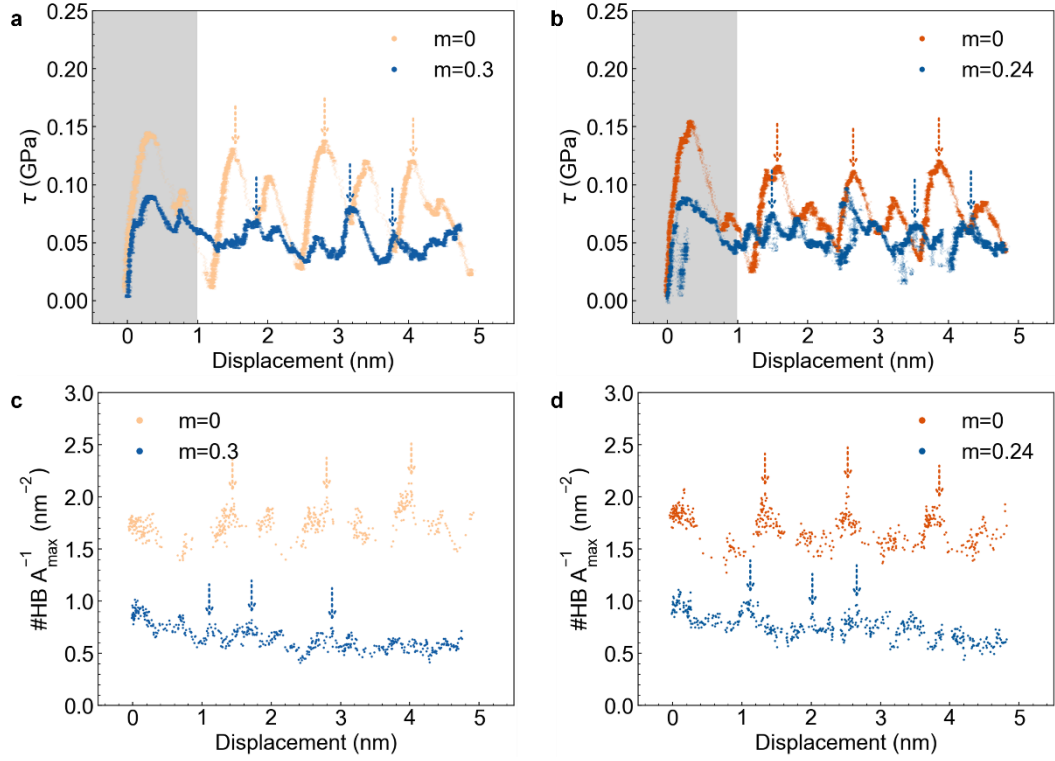 a
0.25
0.20
0.15
0.10
0.05
0.00
τ (GPa)
m=0
m=0.3
0 1 2 3 4 5
Displacement (nm)
b
0.25
0.20
0.15
0.10
0.05
0.00
τ (GPa)
m=0
m=0.24
0 1 2 3 4 5
Displacement (nm)
c
3.0
2.5
2.0
1.5
1.0
0.5
0.0
#HB A⁻¹max (nm⁻²)
m=0
m=0.3
0 1 2 3 4 5
Displacement (nm)
d
3.0
2.5
2.0
1.5
1.0
0.5
0.0
#HB A⁻¹max (nm⁻²)
m=0
m=0.24
0 1 2 3 4 5
Displacement (nm)